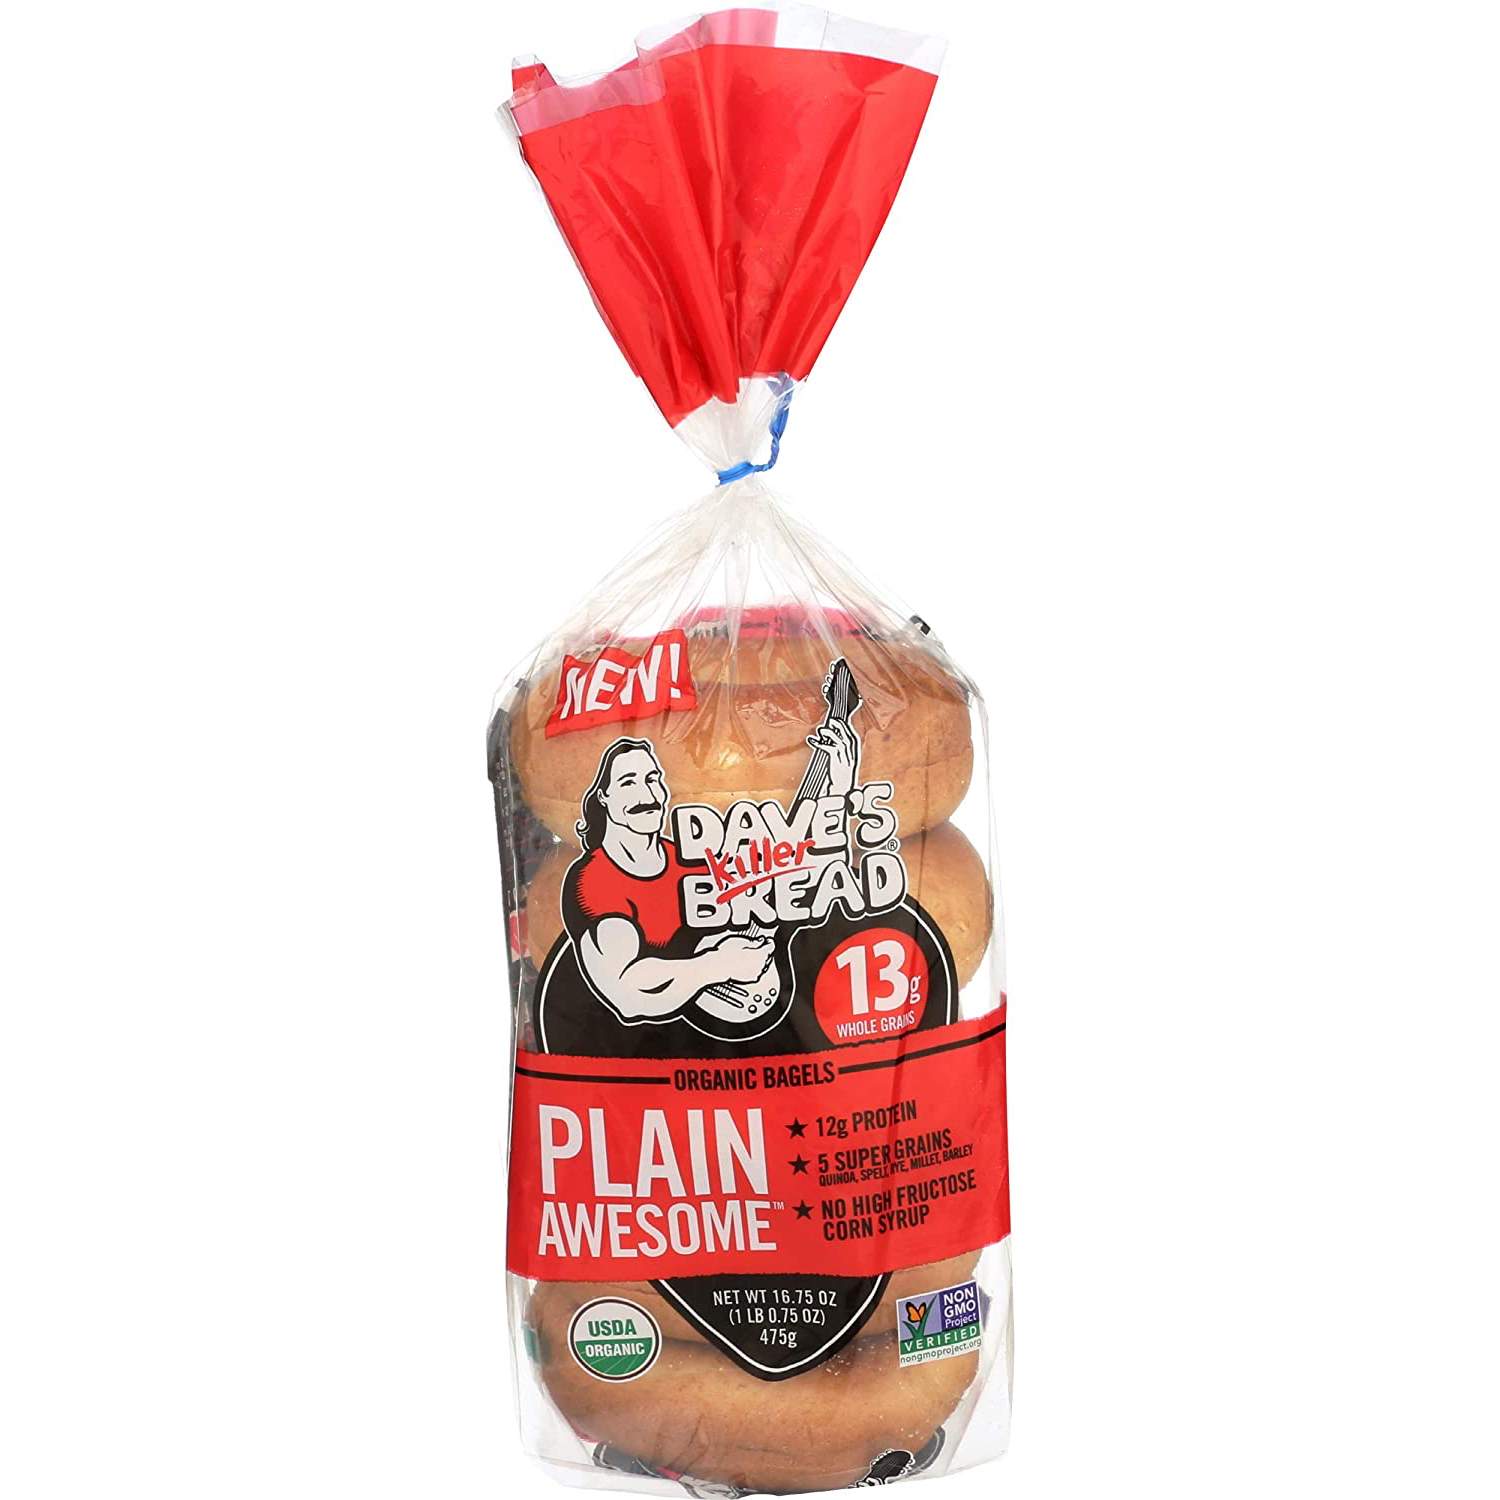 NEW!
DAVE'S
Killer
BREAD®
13g
WHOLE GRAINS
ORGANIC BAGELS
PLAIN
AWESOME™
★ 12g PROTEIN
★ 5 SUPER GRAINS
QUINOA, SPELT, RYE, MILLET, BARLEY
★ NO HIGH FRUCTOSE
CORN SYRUP
NET WT 16.75 OZ
(1 LB 0.75 OZ)
475g
USDA
ORGANIC
NON
GMO
Project
VERIFIED
nongmoproject.org